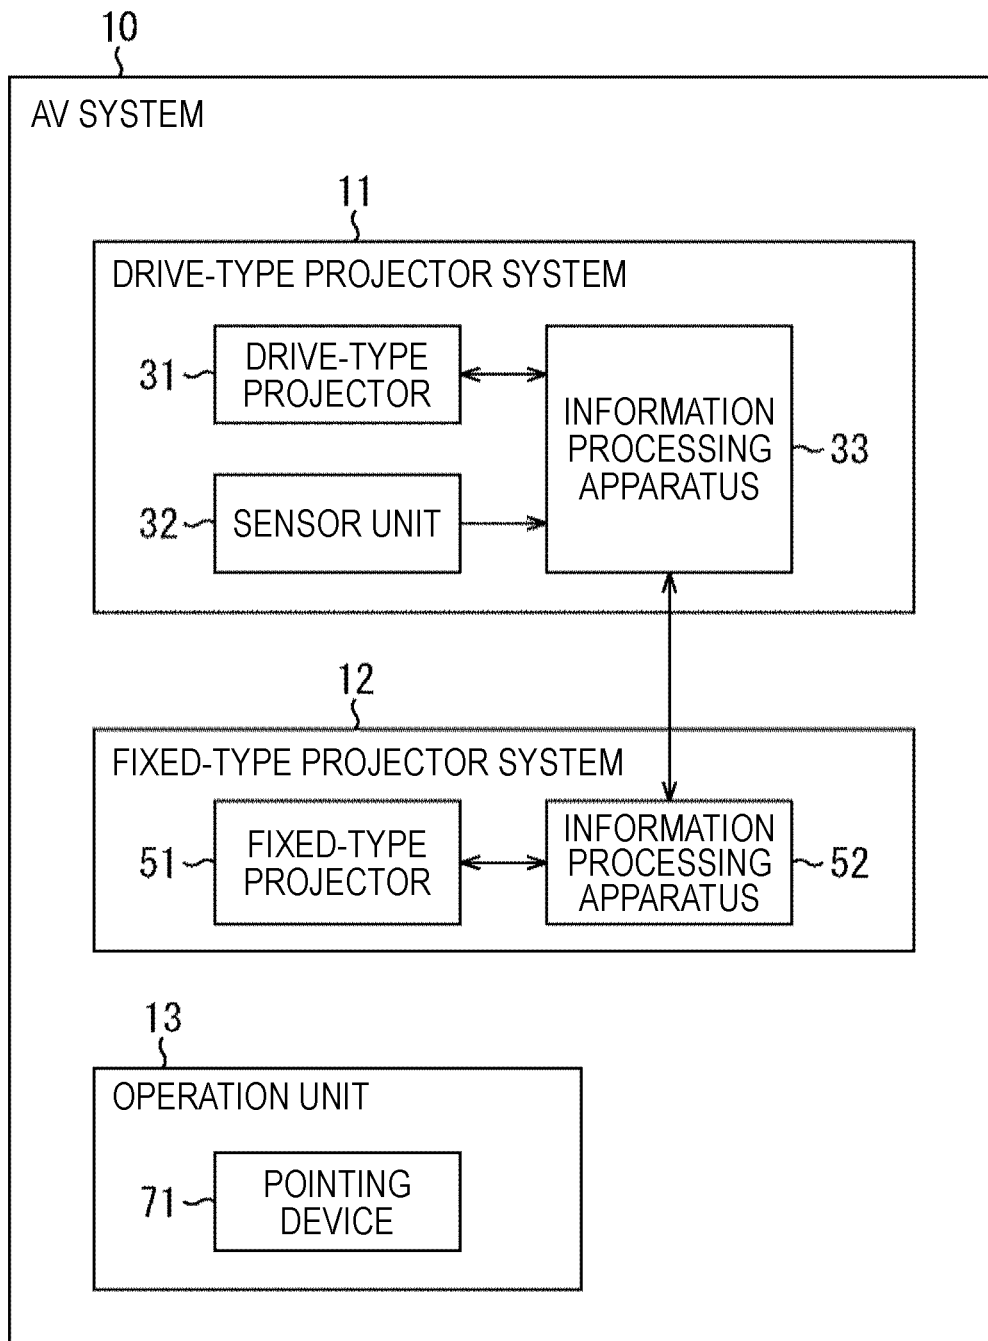 10
AV SYSTEM
11
DRIVE-TYPE PROJECTOR SYSTEM
31
DRIVE-TYPE
PROJECTOR
INFORMATION
PROCESSING
APPARATUS
33
32
SENSOR UNIT
12
FIXED-TYPE PROJECTOR SYSTEM
51
FIXED-TYPE
PROJECTOR
INFORMATION
PROCESSING
APPARATUS
52
13
OPERATION UNIT
71
POINTING
DEVICE